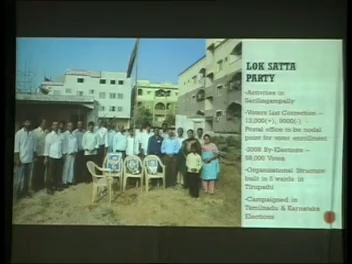 LOK SATTA
PARTY
-Activities in
Serilingampally
-Voters List Correction –
12,000(+), 9000(-)
Postal office to be nodal
point for voter enrollment
-2008 By-Elections –
58,000 Votes
-Organizational Structure
built in 5 wards in
Tirupathi
-Campaigned in
Tamilnadu & Karnataka
Elections